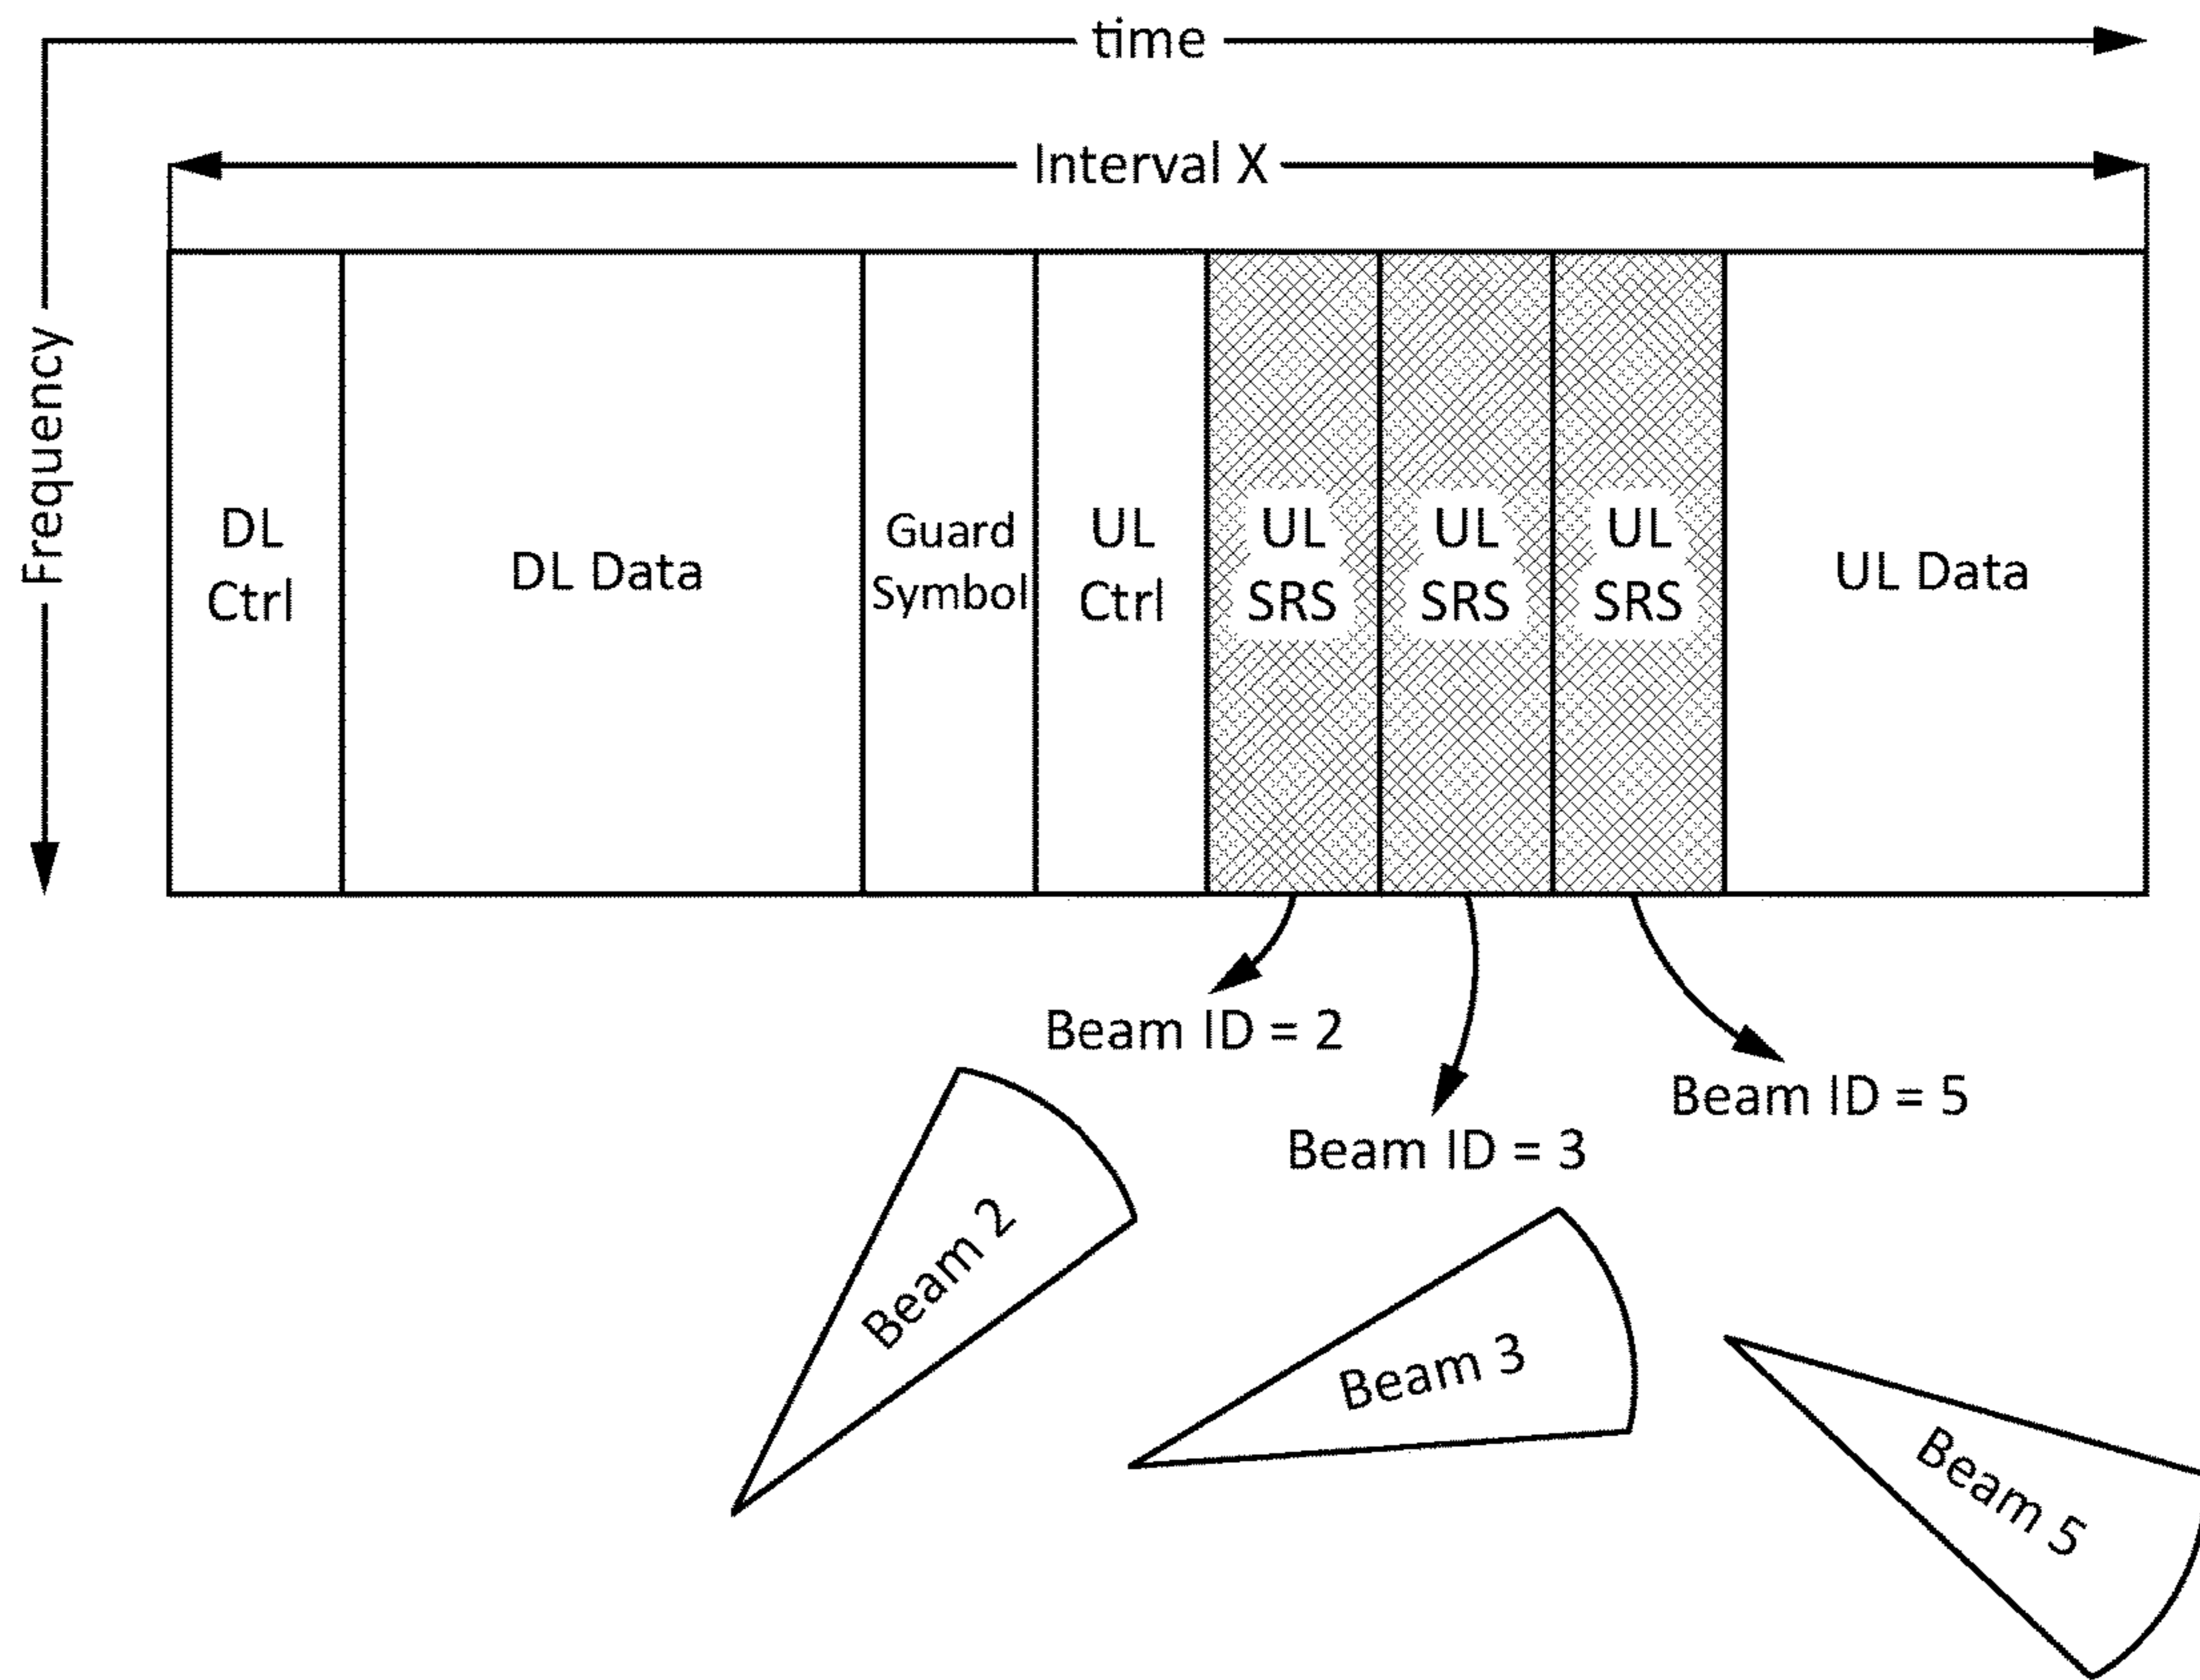 time
Interval X
Frequency
DL
Ctrl
DL Data
Guard
Symbol
UL
Ctrl
UL
SRS
UL
SRS
UL
SRS
UL Data
Beam ID = 2
Beam ID = 3
Beam ID = 5
Beam 2
Beam 3
Beam 5